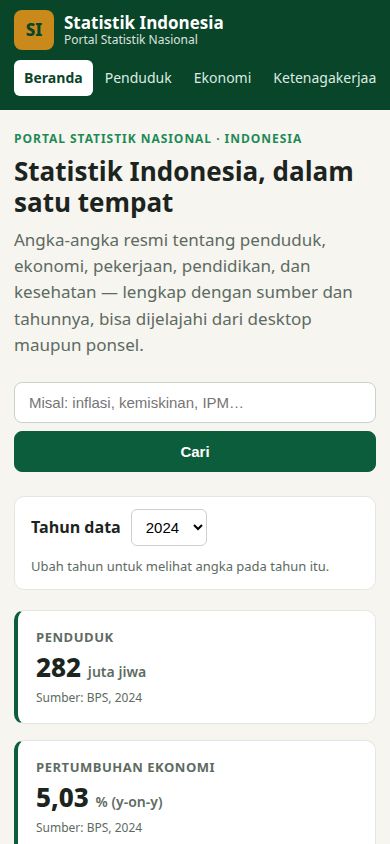 SI
Statistik Indonesia
Portal Statistik Nasional
Beranda Penduduk Ekonomi Ketenagakerjaa
PORTAL STATISTIK NASIONAL · INDONESIA
Statistik Indonesia, dalam
satu tempat
Angka-angka resmi tentang penduduk,
ekonomi, pekerjaan, pendidikan, dan
kesehatan — lengkap dengan sumber dan
tahunnya, bisa dijelajahi dari desktop
maupun ponsel.
Misal: inflasi, kemiskinan, IPM…
Cari
Tahun data 2024
Ubah tahun untuk melihat angka pada tahun itu.
PENDUDUK
282 juta jiwa
Sumber: BPS, 2024
PERTUMBUHAN EKONOMI
5,03 % (y-on-y)
Sumber: BPS, 2024